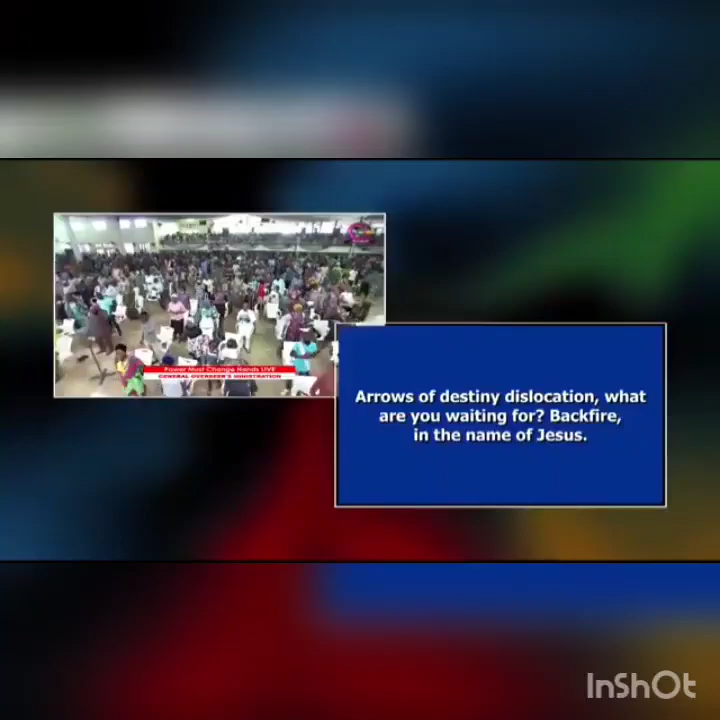 Power Must Change Hands LIVE
GENERAL OVERSEER'S MINISTRATION
Arrows of destiny dislocation, what
are you waiting for? Backfire,
in the name of Jesus.
InShOt